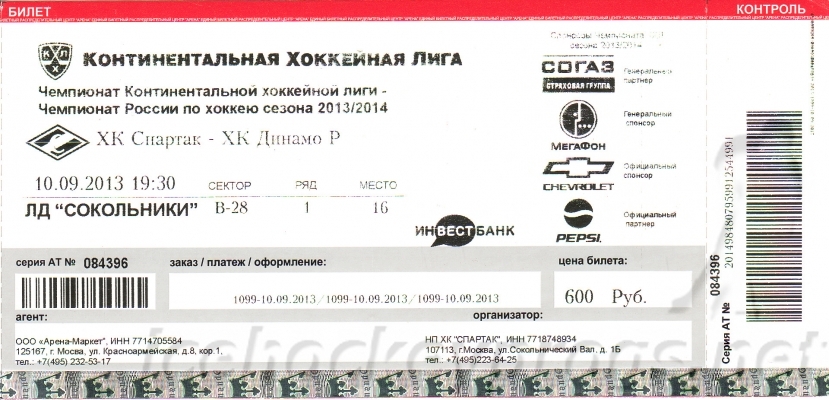 БИЛЕТ
КОНТРОЛЬ
КХЛ
КОНТИНЕНТАЛЬНАЯ ХОККЕЙНАЯ ЛИГА
Чемпионат Континентальной хоккейной лиги -
Чемпионат России по хоккею сезона 2013/2014
ХК Спартак - ХК Динамо Р
10.09.2013 19:30 СЕКТОР РЯД МЕСТО
ЛД "СОКОЛЬНИКИ" B-28 1 16
ИНВЕСТБАНК
сезона 2013/2014
СОГАЗ
СТРАХОВАЯ ГРУППА
Генеральный
партнер
МЕГАФОН
Генеральный
спонсор
CHEVROLET
Официальный
спонсор
PEPSI
Официальный
партнер
серия АТ № 084396
заказ / платеж / оформление:
цена билета:
1099-10.09.2013/1099-10.09.2013/1099-10.09.2013
600 Руб.
агент:
организатор:
ООО «Арена-Маркет», ИНН 7714705584
125167, г. Москва, ул. Красноармейская, д.8, кор.1,
тел.: +7(495) 232-53-17
НП ХК "СПАРТАК", ИНН 7718748934
107113, г.Москва, ул.Сокольнический Вал, д. 1Б
тел.:+7(495)223-64-25
Серия АТ № 084396
2014984807959912544991